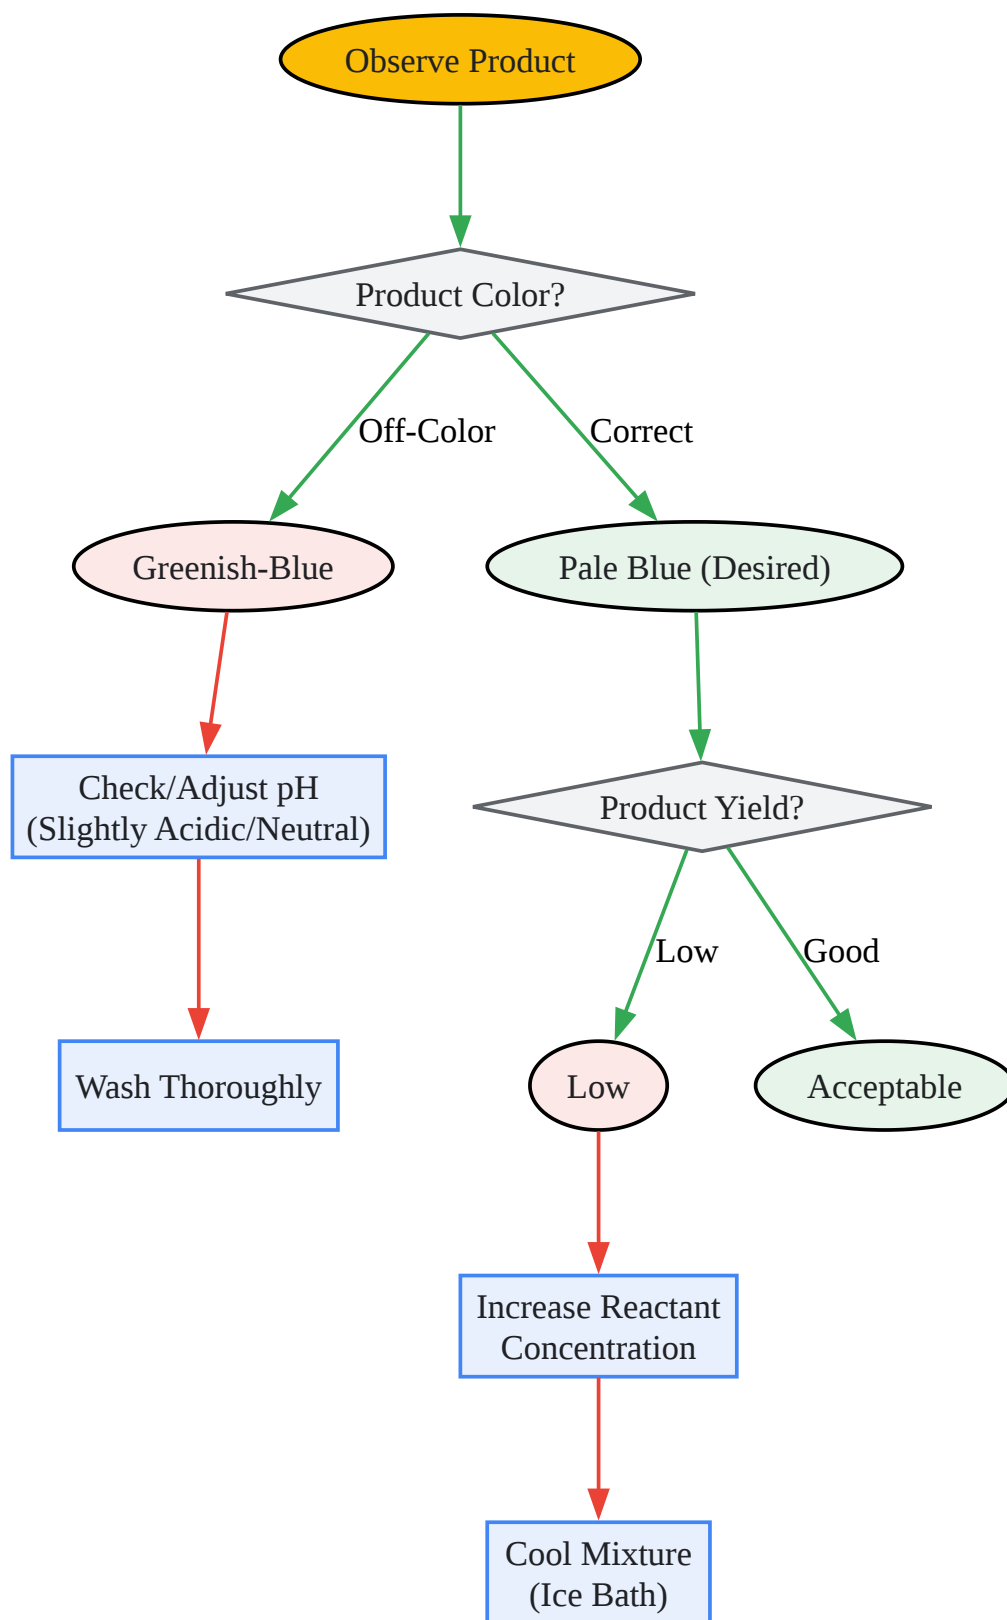 Observe Product
Product Color?
Off-Color
Correct
Greenish-Blue
Pale Blue (Desired)
Check/Adjust pH
(Slightly Acidic/Neutral)
Product Yield?
Low
Good
Wash Thoroughly
Low
Acceptable
Increase Reactant
Concentration
Cool Mixture
(Ice Bath)